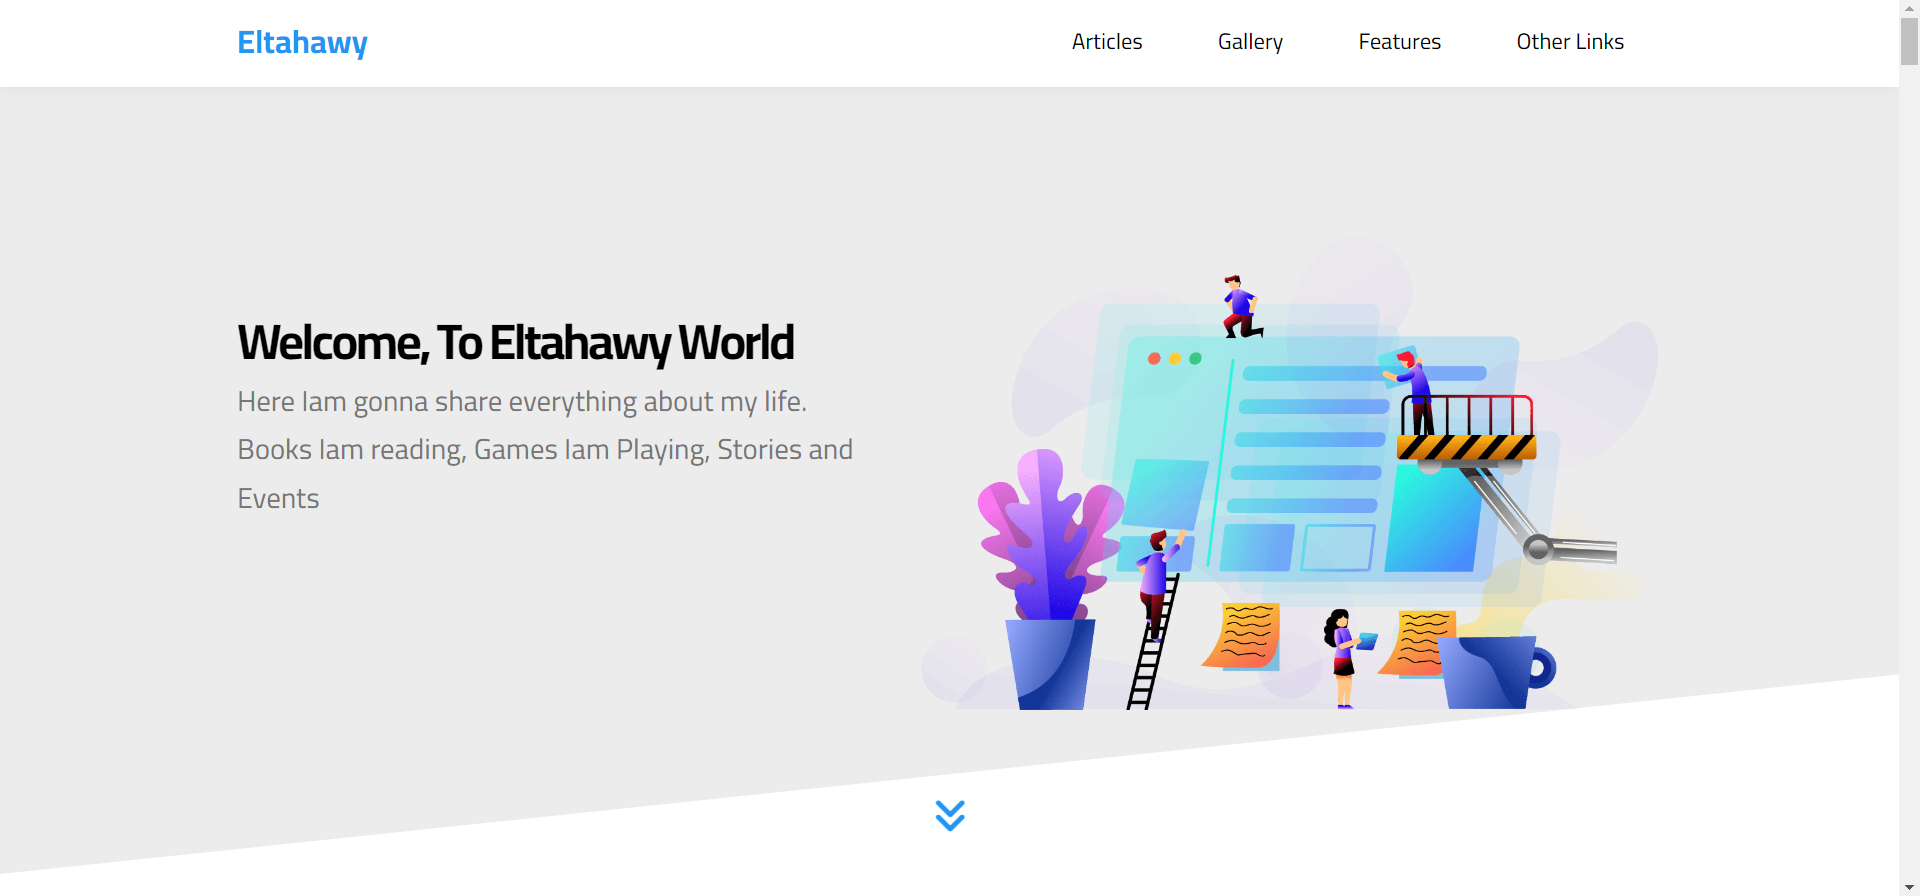 Eltahawy
Articles
Gallery
Features
Other Links
Welcome, To Eltahawy World
Here Iam gonna share everything about my life.
Books Iam reading, Games Iam Playing, Stories and
Events